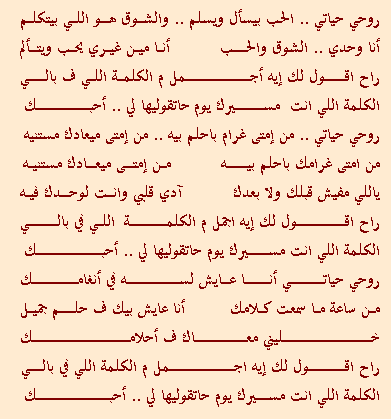 روحي حياتي .. الحب بيسأل ويسلم .. والشوق هو اللي بيتكلم
أنا وحدي .. الشوق والحب أنا مين غيري يحب ويتألم
راح اقول لك إيه أجمل م الكلمة اللي ف بالي
الكلمة اللي انت مسيرك يوم حاتقوليها لي .. أحبك
روحي حياتي .. من إمتى غرام باحلم بيه .. من إمتى ميعادك مستنيه
من امتى غرامك باحلم بيه من إمتى ميعادك مستنيه
ياللي مفيش قبلك ولا بعدك آدي قلبي وانت لوحدك فيه
راح اقول لك إيه اجمل م الكلمة اللي في بالي
الكلمة اللي انت مسيرك يوم حاتقوليها لي .. أحبك
روحي حياتي أنا عايش لسه في أنغامك
من ساعة ما سمعت كلامك أنا عايش بيك ف حلم جميل
خليني معاك ف أحلامك
راح اقول لك إيه اجمل م الكلمة اللي في بالي
الكلمة اللي انت مسيرك يوم حاتقوليها لي .. أحبك